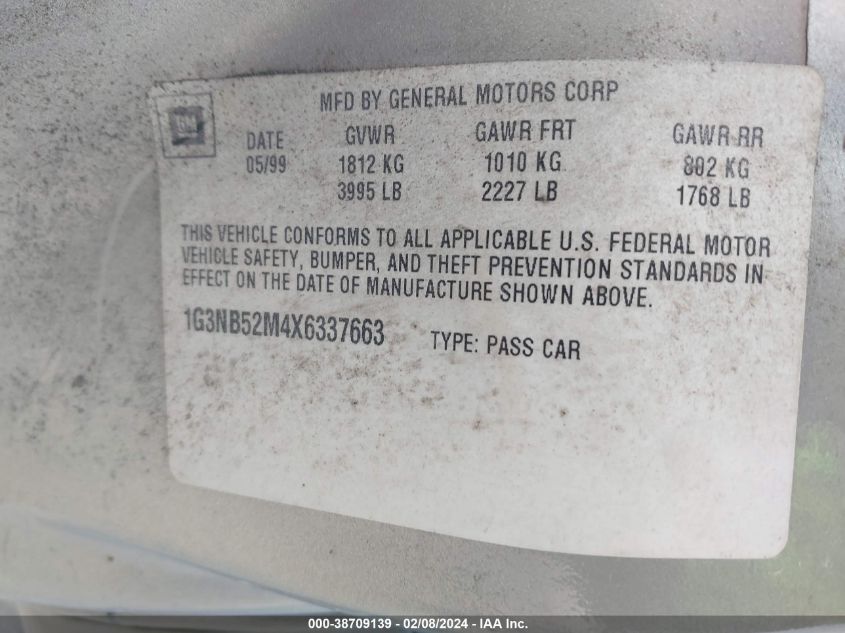 GM
MFD BY GENERAL MOTORS CORP
DATE GVWR GAWR FRT GAWR RR
05/99 1812 KG 1010 KG 802 KG
3995 LB 2227 LB 1768 LB
THIS VEHICLE CONFORMS TO ALL APPLICABLE U.S. FEDERAL MOTOR
VEHICLE SAFETY, BUMPER, AND THEFT PREVENTION STANDARDS IN
EFFECT ON THE DATE OF MANUFACTURE SHOWN ABOVE.
1G3NB52M4X6337663 TYPE: PASS CAR
000-38709139 - 02/08/2024 - IAA Inc.